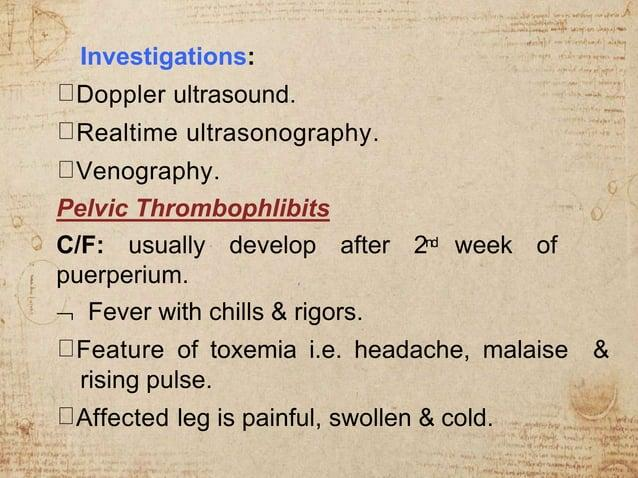 Investigations:
Doppler ultrasound.
Realtime ultrasonography.
Venography.
Pelvic Thrombophlibits
C/F: usually develop after 2nd week of
puerperium.
¬ Fever with chills & rigors.
Feature of toxemia i.e. headache, malaise &
rising pulse.
Affected leg is painful, swollen & cold.